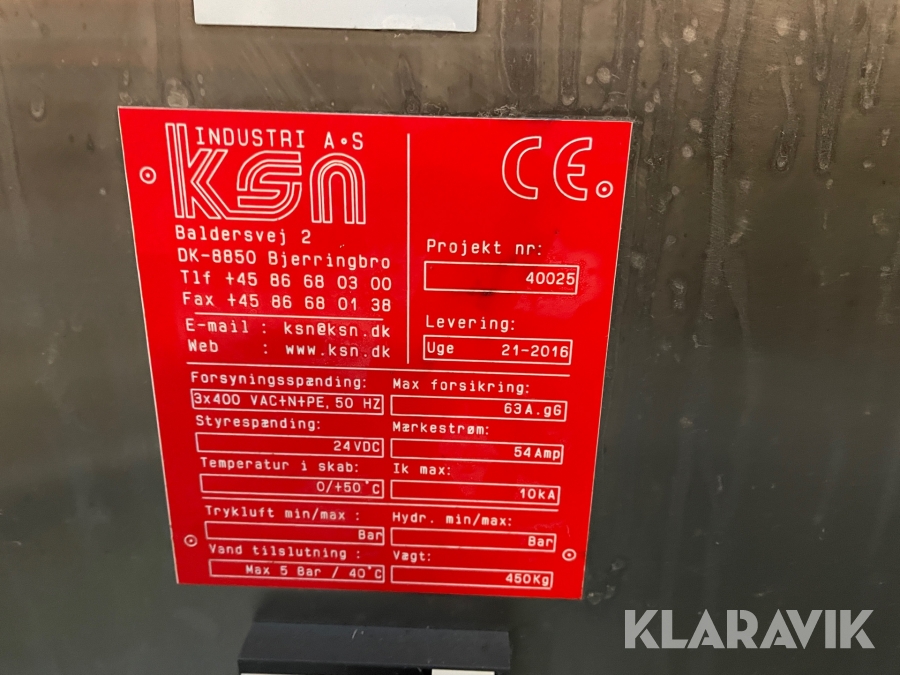 INDUSTRI A·S
KSN
Baldersvej 2
DK-8850 Bjerringbro
Tlf +45 86 68 03 00
Fax +45 86 68 01 38
E-mail : ksn@ksn.dk
Web : www.ksn.dk
CE
Projekt nr:
40025
Levering:
Uge 21-2016
Forsyningsspænding:
3x400 VAC+N+PE, 50 HZ
Max forsikring:
63A.gG
Styrespænding:
24VDC
Mærkestrøm:
54Amp
Temperatur i skab:
0/+50°C
Ik max:
10kA
Trykluft min/max :
Bar
Hydr. min/max:
Bar
Vand tilslutning :
Max 5 Bar / 40°C
Vægt:
450Kg
KLARAVIK